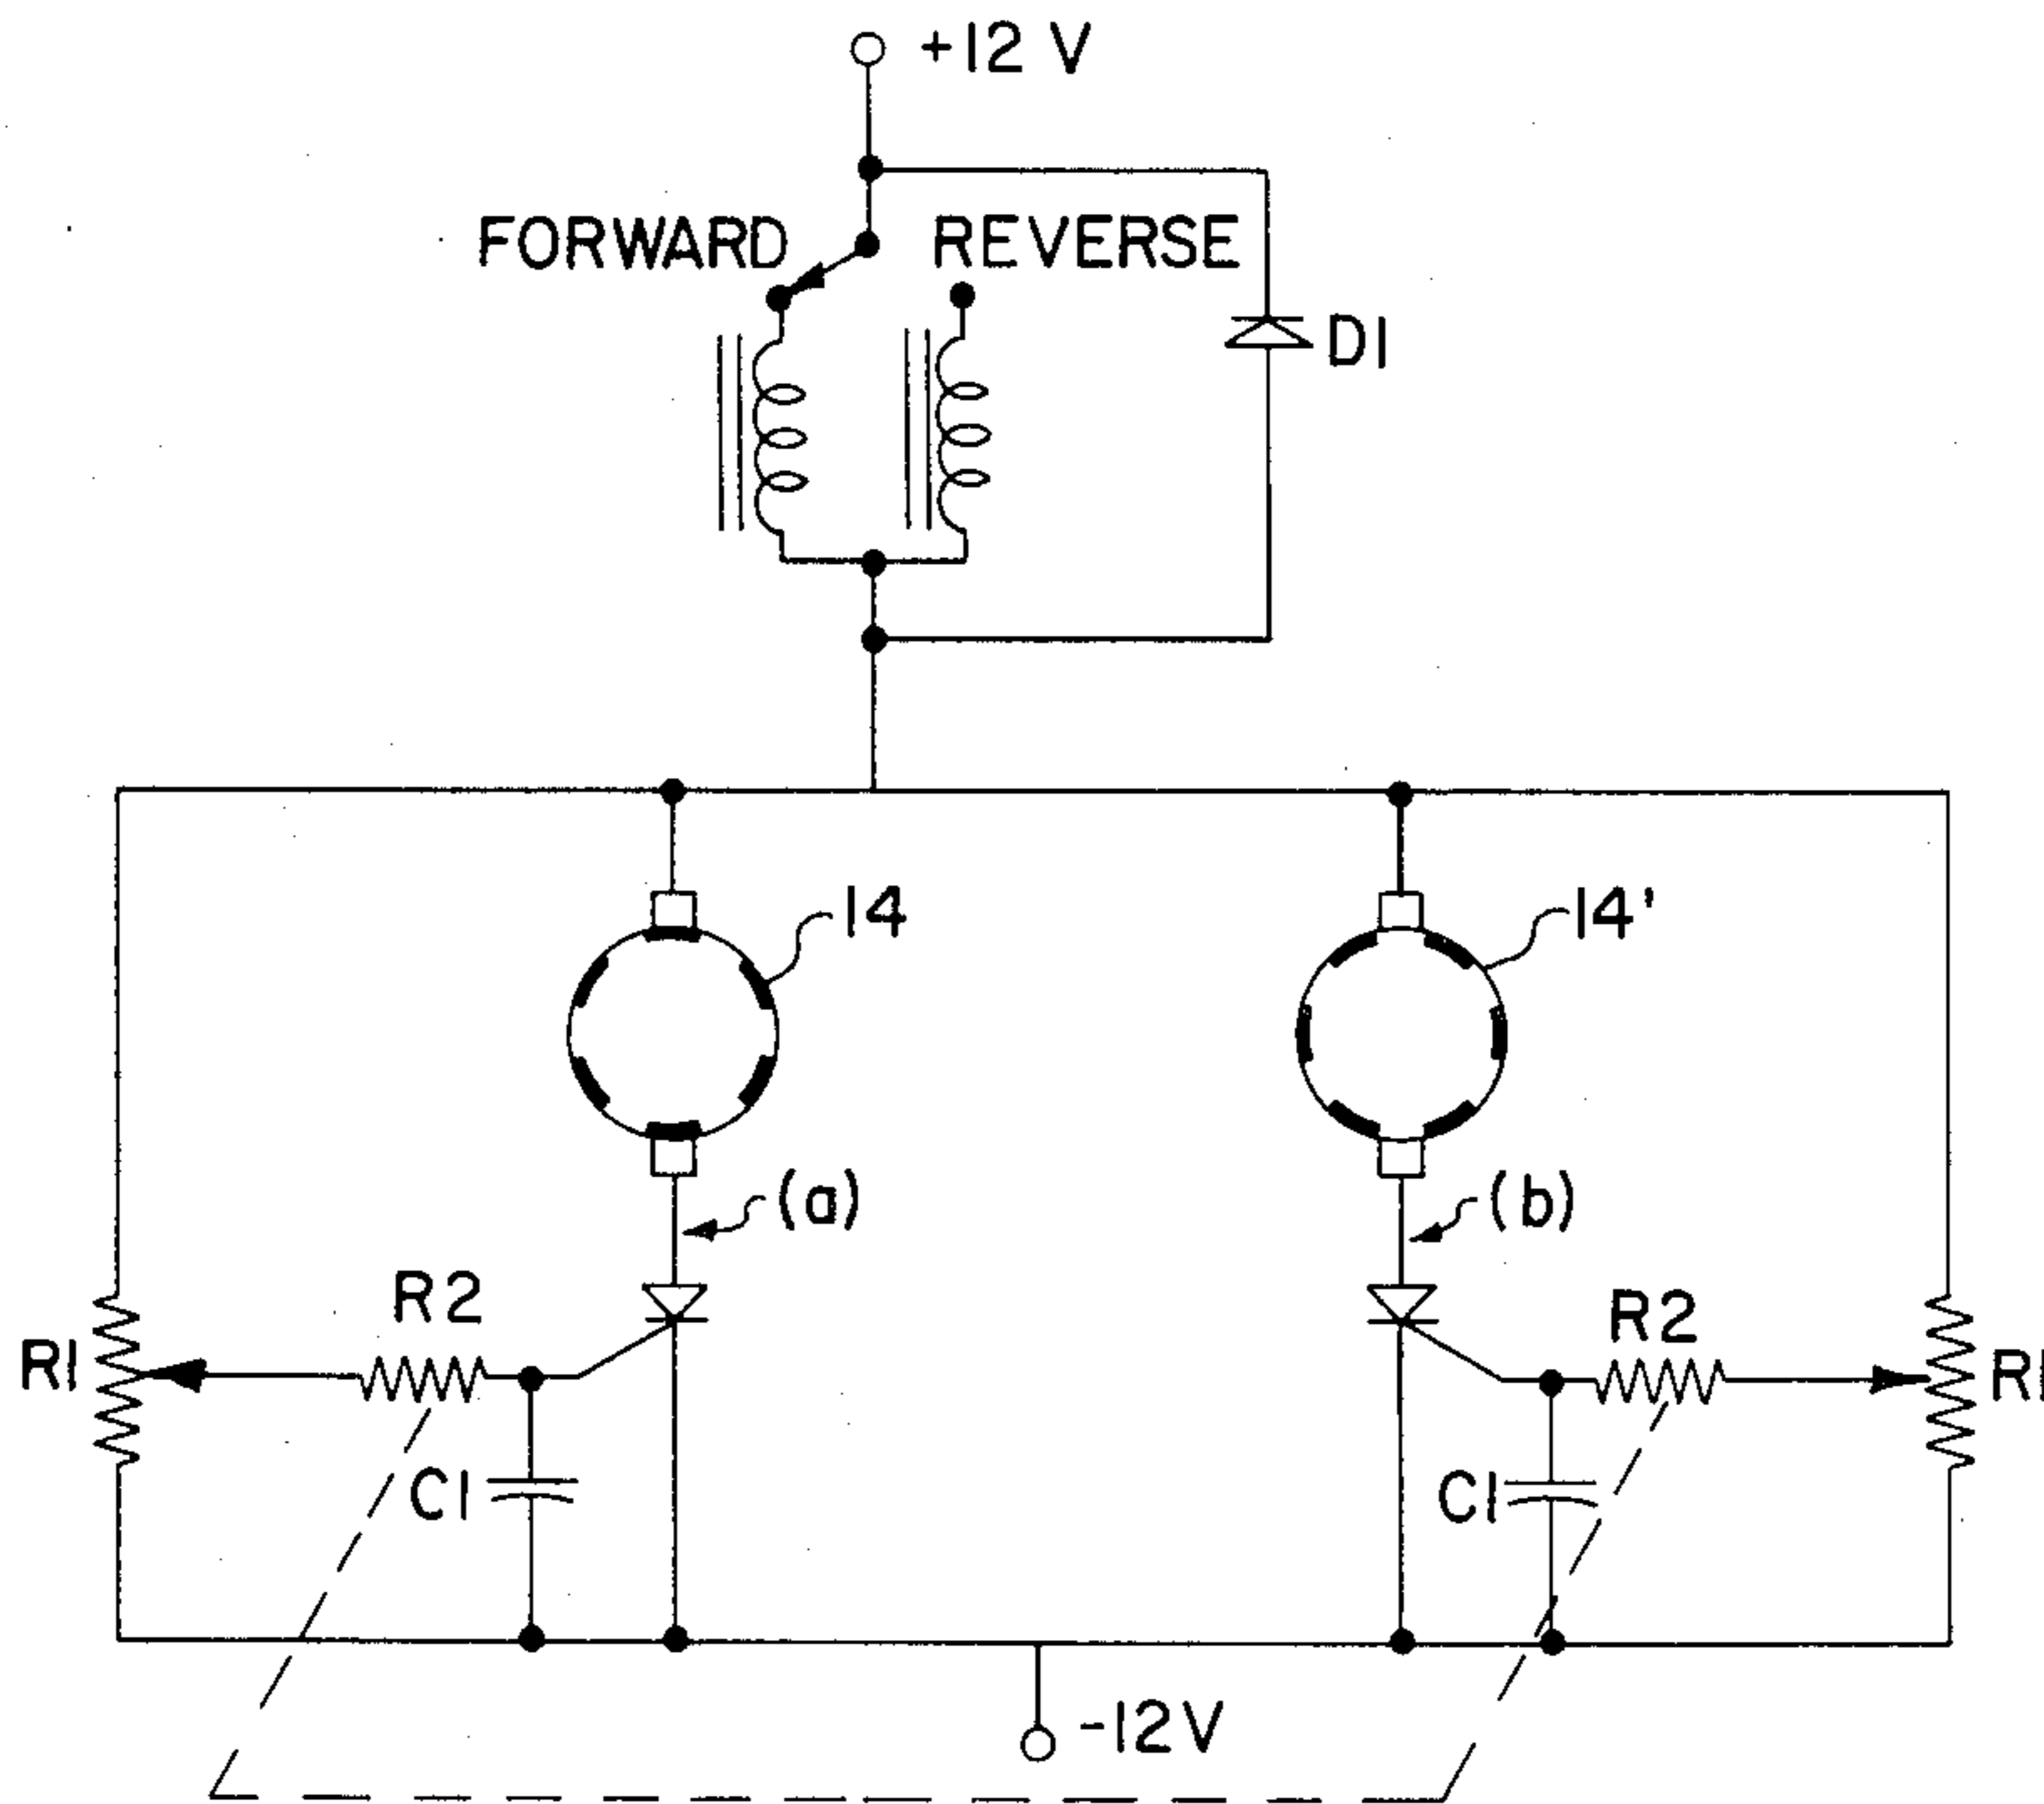 +12 V
FORWARD
REVERSE
D1
14
14'
(a)
(b)
R2
R2
R1
R1
C1
C1
-12V